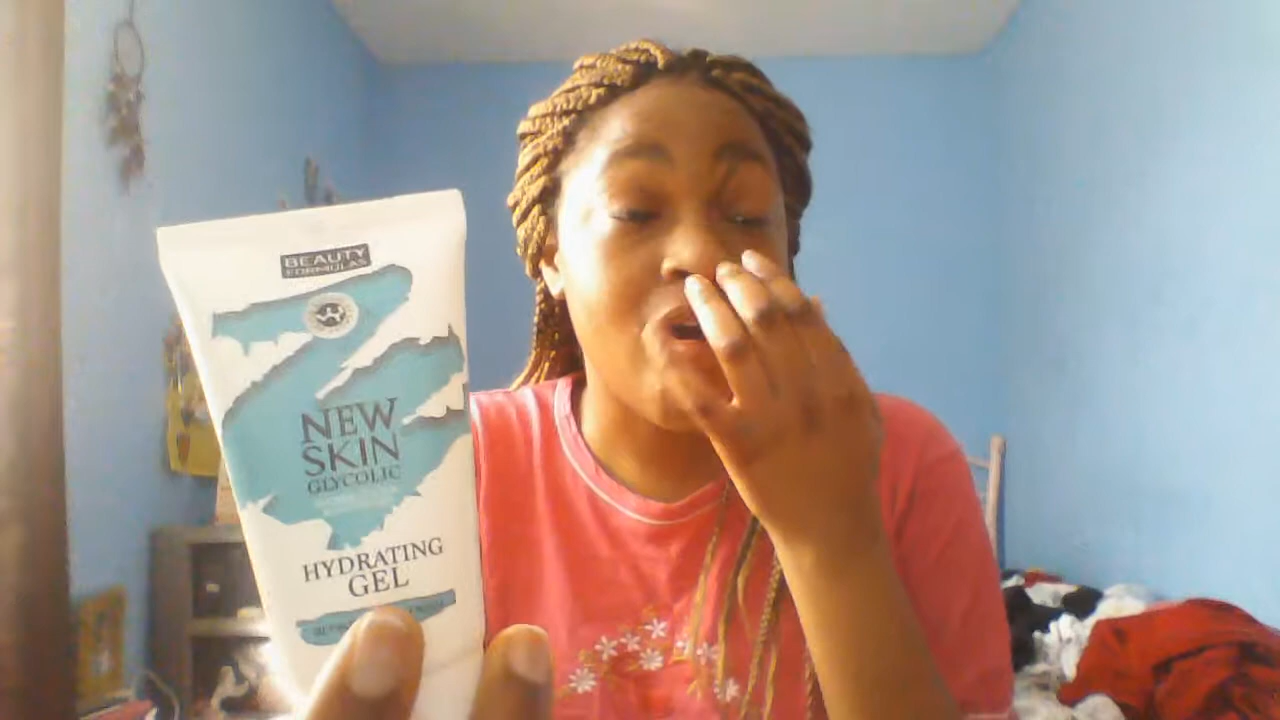 BEAUTY
FORMULAS
NEW
SKIN
GLYCOLIC
HYDRATING
GEL